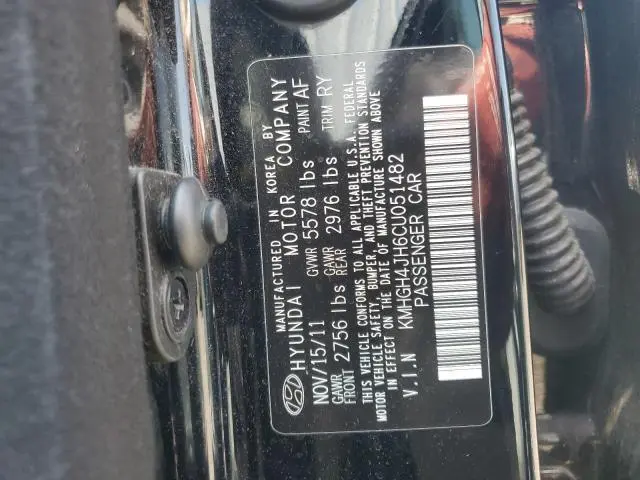 MANUFACTURED IN KOREA BY
HYUNDAI MOTOR COMPANY
NOV/15/11 GVWR 5578 lbs PAINT AF
GAWR FRONT 2756 lbs GAWR REAR 2976 lbs TRIM RY
THIS VEHICLE CONFORMS TO ALL APPLICABLE U.S.A. FEDERAL
MOTOR VEHICLE SAFETY, BUMPER, AND THEFT PREVENTION STANDARDS
IN EFFECT ON THE DATE OF MANUFACTURE SHOWN ABOVE
V.I.N KMHGH4JH6CU051482
PASSENGER CAR